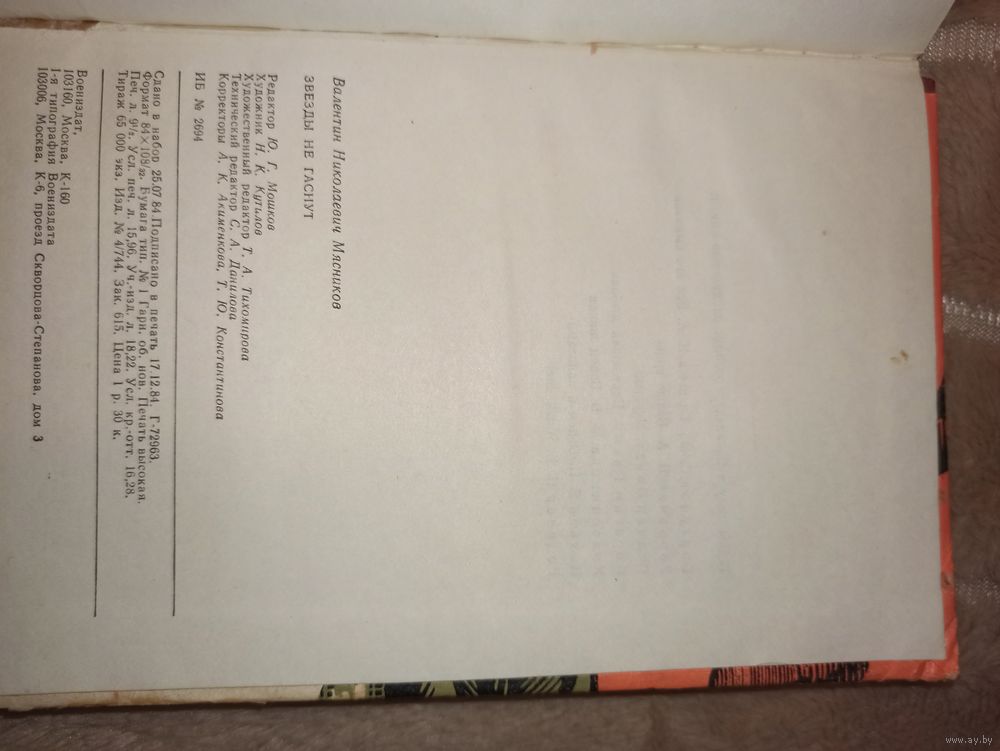 Валентин Николаевич Мясников
ЗВЕЗДЫ НЕ ГАСНУТ
Редактор Ю. Г. Мошков
Художник Н. К. Кутилов
Художественный редактор Т. А. Тихомирова
Технический редактор С. А. Данилова
Корректоры А. К. Акименкова, Т. Ю. Константинова
ИБ № 2694
Сдано в набор 25.07 84. Подписано в печать 17.12.84. Г-72963.
Формат 84×108/32. Бумага тип. № 1 Гарн. об. нов. Печать высокая.
Печ. л. 9½. Усл. печ. л. 15,96. Уч.-изд. л. 18,22. Усл. кр.-отт. 16,28.
Тираж 65 000 экз. Изд. № 4/744. Зак. 615. Цена 1 р. 30 к.
Воениздат,
103160, Москва, К-160
1-я типография Воениздата
103006, Москва, К-6, проезд Скворцова-Степанова, дом 3
www.ay.by